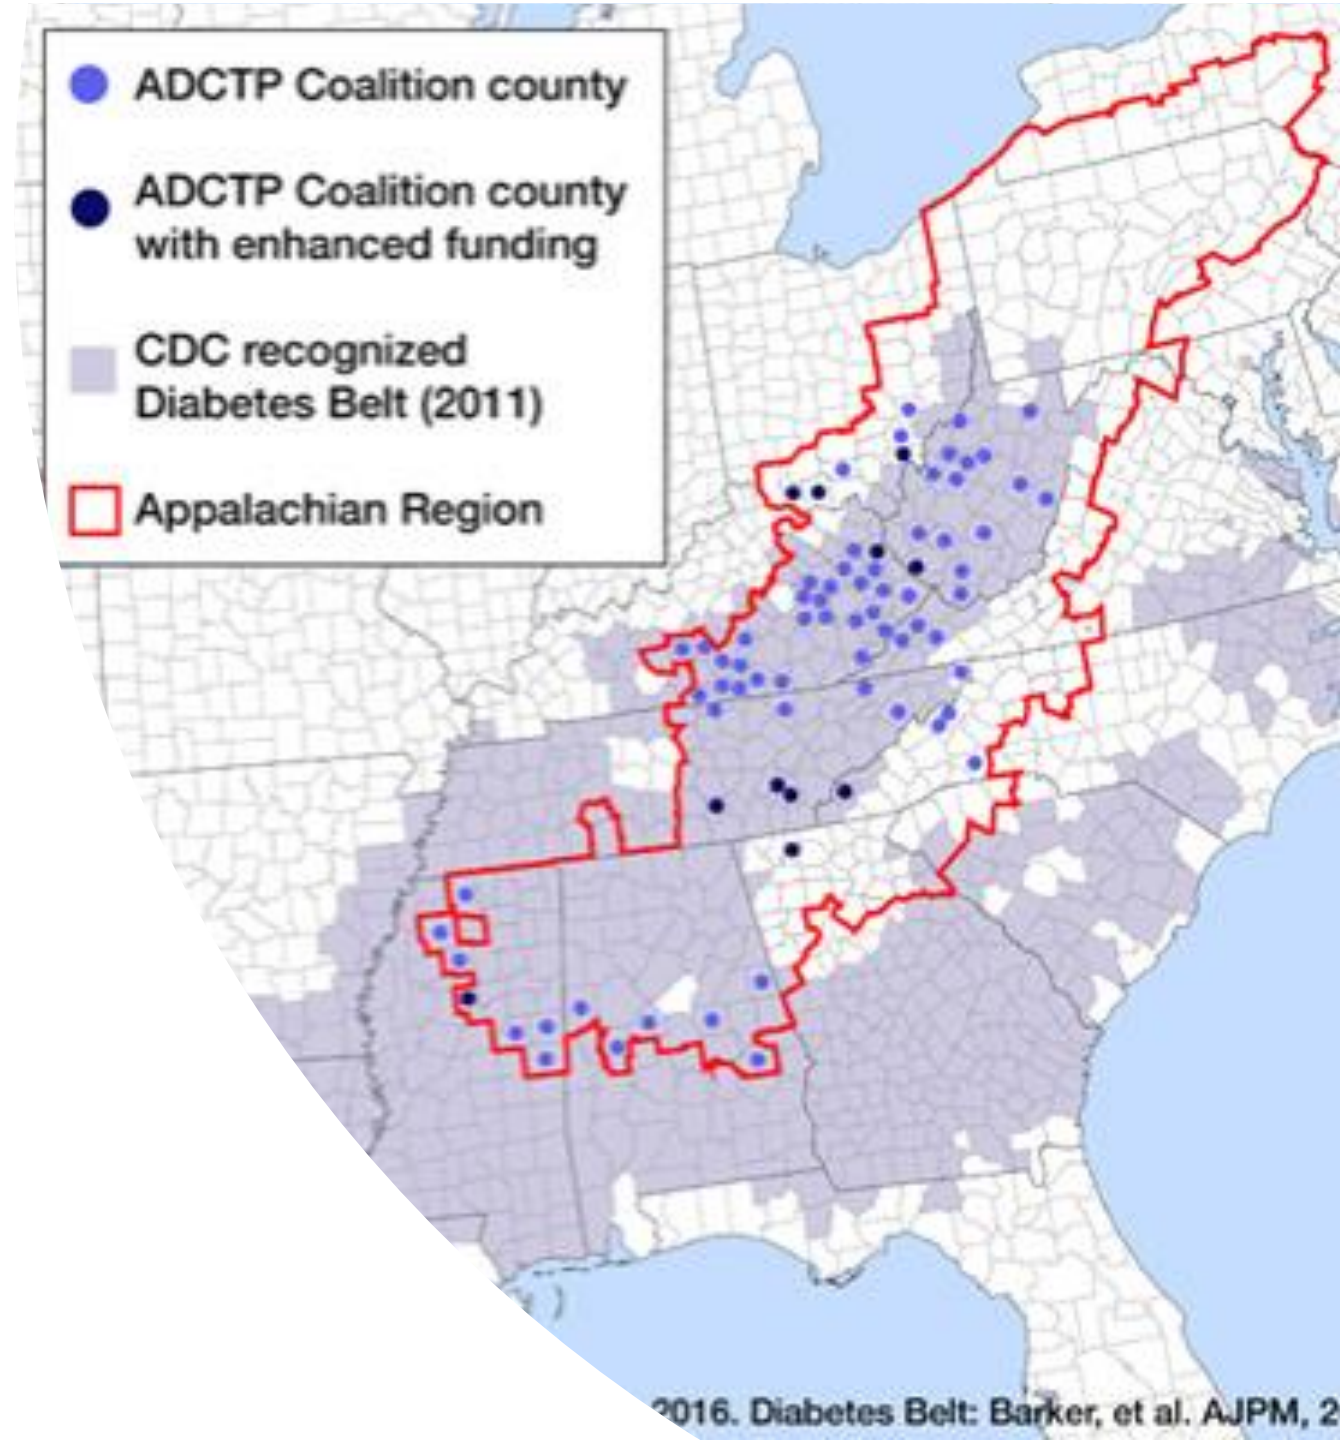 ADCTP Coalition county
ADCTP Coalition county
with enhanced funding
CDC recognized
Diabetes Belt (2011)
Appalachian Region
2016. Diabetes Belt: Barker, et al. AJPM, 2